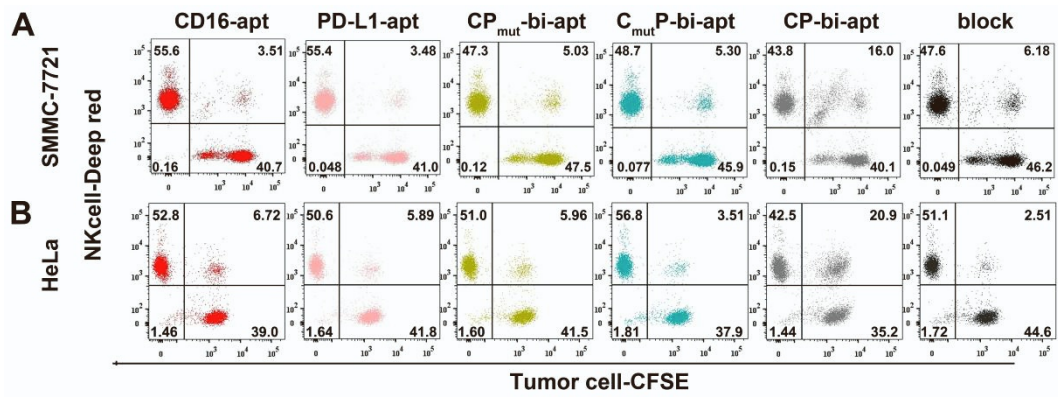 A
CD16-apt PD-L1-apt CPmut-bi-apt CmutP-bi-apt CP-bi-apt block
SMMC-7721
NKcell-Deep red
55.6 3.51 55.4 3.48 47.3 5.03 48.7 5.30 43.8 16.0 47.6 6.18
0.16 40.7 0.048 41.0 0.12 47.5 0.077 45.9 0.15 40.1 0.049 46.2
B
HeLa
52.8 6.72 50.6 5.89 51.0 5.96 56.8 3.51 42.5 20.9 51.1 2.51
1.46 39.0 1.64 41.8 1.60 41.5 1.81 37.9 1.44 35.2 1.72 44.6
Tumor cell-CFSE